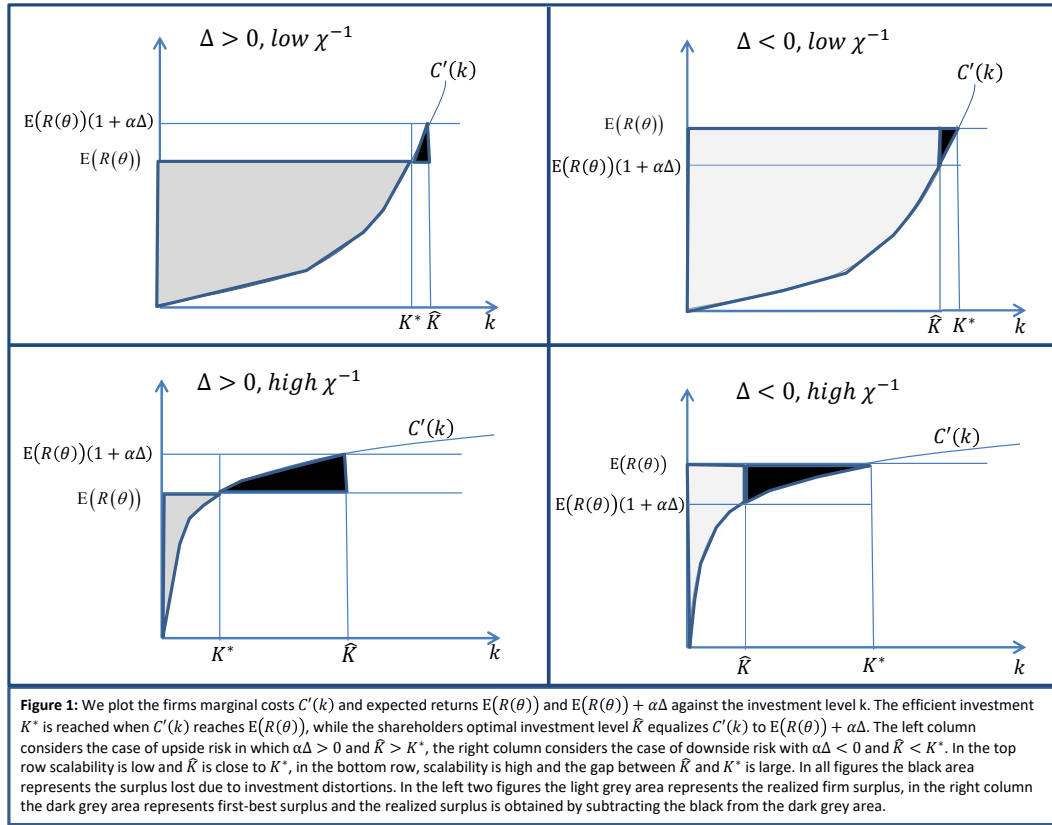 Δ > 0, low χ⁻¹
C′(k)
E(R(θ))(1 + αΔ)
E(R(θ))
K* K̂ k
Δ < 0, low χ⁻¹
C′(k)
E(R(θ))
E(R(θ))(1 + αΔ)
K̂ K* k
Δ > 0, high χ⁻¹
C′(k)
E(R(θ))(1 + αΔ)
E(R(θ))
K* K̂ k
Δ < 0, high χ⁻¹
C′(k)
E(R(θ))
E(R(θ))(1 + αΔ)
K̂ K* k
Figure 1: We plot the firms marginal costs C′(k) and expected returns E(R(θ)) and E(R(θ)) + αΔ against the investment level k. The efficient investment
K* is reached when C′(k) reaches E(R(θ)), while the shareholders optimal investment level K̂ equalizes C′(k) to E(R(θ)) + αΔ. The left column
considers the case of upside risk in which αΔ > 0 and K̂ > K*, the right column considers the case of downside risk with αΔ < 0 and K̂ < K*. In the top
row scalability is low and K̂ is close to K*, in the bottom row, scalability is high and the gap between K̂ and K* is large. In all figures the black area
represents the surplus lost due to investment distortions. In the left two figures the light grey area represents the realized firm surplus, in the right column
the dark grey area represents first-best surplus and the realized surplus is obtained by subtracting the black from the dark grey area.